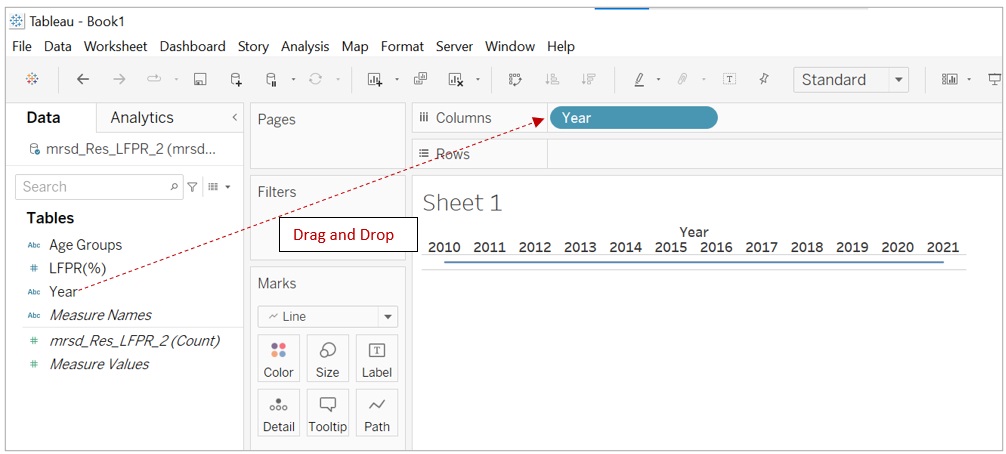 Tableau - Book1
File Data Worksheet Dashboard Story Analysis Map Format Server Window Help
Standard
Data Analytics
Pages
Columns
Year
mrsd_Res_LFPR_2 (mrsd...
Rows
Search
Filters
Sheet 1
Tables
Drag and Drop
Year
Abc Age Groups
2010 2011 2012 2013 2014 2015 2016 2017 2018 2019 2020 2021
# LFPR(%)
Abc Year
Marks
Abc Measure Names
Line
# mrsd_Res_LFPR_2 (Count)
# Measure Values
T
Color Size Label
Detail Tooltip Path